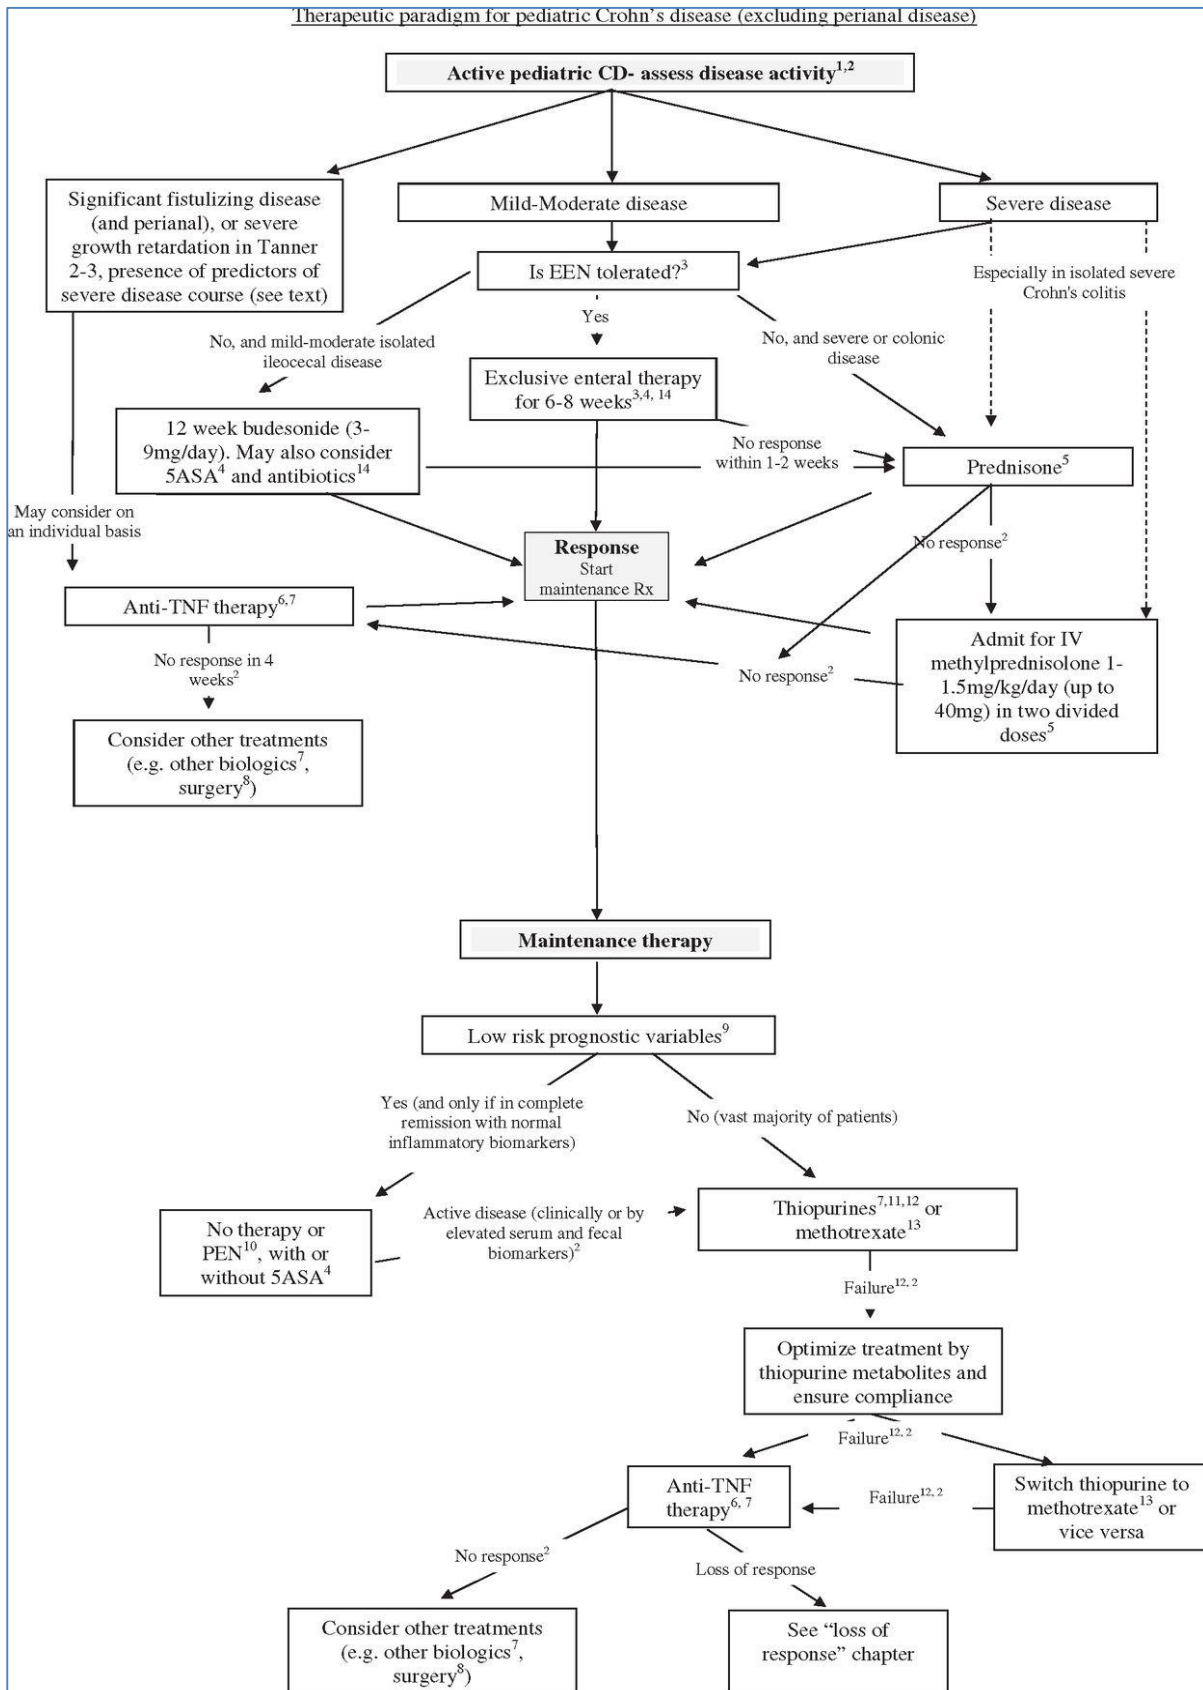 Therapeutic paradigm for pediatric Crohn’s disease (excluding perianal disease)
Active pediatric CD- assess disease activity1,2
Significant fistulizing disease
(and perianal), or severe
growth retardation in Tanner
2-3, presence of predictors of
severe disease course (see text)
Mild-Moderate disease
Severe disease
Is EEN tolerated?3
Especially in isolated severe
Crohn's colitis
No, and mild-moderate isolated
ileocecal disease
Yes
No, and severe or colonic
disease
Exclusive enteral therapy
for 6-8 weeks3,4, 14
12 week budesonide (3-
9mg/day). May also consider
5ASA4 and antibiotics14
No response
within 1-2 weeks
Prednisone5
May consider on
an individual basis
Response
Start
maintenance Rx
No response2
Anti-TNF therapy6,7
No response in 4
weeks2
No response2
Admit for IV
methylprednisolone 1-
1.5mg/kg/day (up to
40mg) in two divided
doses5
Consider other treatments
(e.g. other biologics7,
surgery8)
Maintenance therapy
Low risk prognostic variables9
Yes (and only if in complete
remission with normal
inflammatory biomarkers)
No (vast majority of patients)
No therapy or
PEN10, with or
without 5ASA4
Active disease (clinically or by
elevated serum and fecal
biomarkers)2
Thiopurines7,11,12 or
methotrexate13
Failure12, 2
Optimize treatment by
thiopurine metabolites and
ensure compliance
Failure12, 2
Anti-TNF
therapy6, 7
Failure12, 2
Switch thiopurine to
methotrexate13 or
vice versa
No response2
Loss of response
Consider other treatments
(e.g. other biologics7,
surgery8)
See “loss of
response” chapter